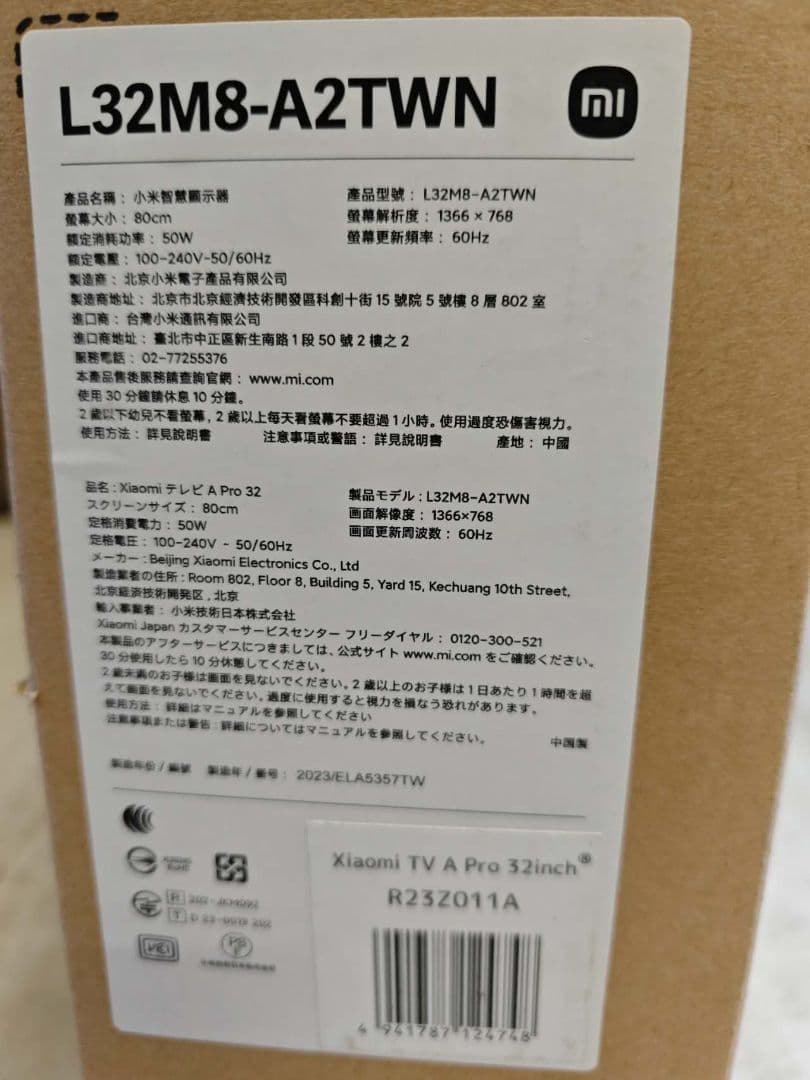 L32M8-A2TWN
mi
產品名稱：小米智慧顯示器
產品型號：L32M8-A2TWN
螢幕大小：80cm
螢幕解析度：1366 × 768
額定消耗功率：50W
螢幕更新頻率：60Hz
額定電壓：100-240V~50/60Hz
製造商：北京小米電子產品有限公司
製造商地址：北京市北京經濟技術開發區科創十街 15 號院 5 號樓 8 層 802 室
進口商：台灣小米通訊有限公司
進口商地址：臺北市中正區新生南路 1 段 50 號 2 樓之 2
服務電話：02-77255376
本產品售後服務請查詢官網：www.mi.com
使用 30 分鐘請休息 10 分鐘。
2 歲以下幼兒不看螢幕，2 歲以上每天看螢幕不要超過 1 小時。使用過度恐傷害視力。
使用方法：詳見說明書
注意事項或警語：詳見說明書
產地：中國
品名：Xiaomi テレビ A Pro 32
製品モデル：L32M8-A2TWN
スクリーンサイズ：80cm
画面解像度：1366×768
定格消費電力：50W
画面更新周波数：60Hz
定格電圧：100-240V ~ 50/60Hz
メーカー：Beijing Xiaomi Electronics Co., Ltd
製造業者の住所：Room 802, Floor 8, Building 5, Yard 15, Kechuang 10th Street,
北京経済技術開発区，北京
輸入事業者：小米技術日本株式会社
Xiaomi Japan カスタマーサービスセンター フリーダイヤル：0120-300-521
本製品のアフターサービスにつきましては、公式サイト www.mi.com をご確認ください。
30 分使用したら 10 分休憩してください。
2 歳未満のお子様は画面を見ないでください。2 歳以上のお子様は 1 日あたり 1 時間を超
えて画面を見ないでください。過度に使用すると視力を損なう恐れがあります。
使用方法：詳細はマニュアルを参照してください
注意事項または警告：詳細についてはマニュアルを参照してください。
中国製
製造年份 / 編號 製造年 / 番号：2023/ELA5357TW
Xiaomi TV A Pro 32inch®
R23Z011A
4 941787 124748